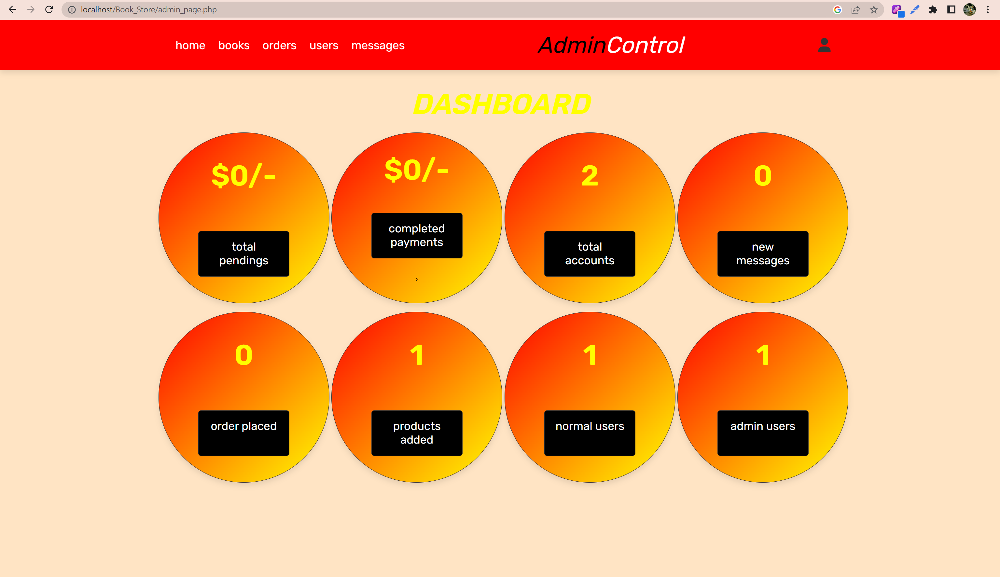 localhost/Book_Store/admin_page.php
home books orders users messages AdminControl
DASHBOARD
$0/- $0/- 2 0
total
pendings
completed
payments
>
total
accounts
new
messages
0 1 1 1
order placed
products
added
normal users
admin users